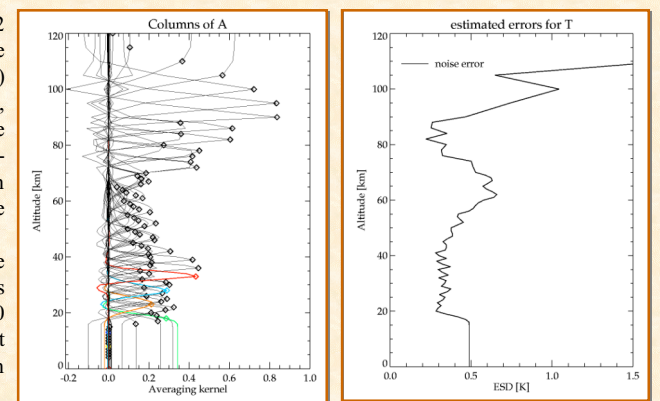 Columns of A
120
100
80
60
40
20
0
Altitude [km]
-0.2 0.0 0.2 0.4 0.6 0.8 1.0
Averaging kernel
estimated errors for T
120
100
80
60
40
20
0
Altitude [km]
noise error
0.0 0.5 1.0 1.5
ESD [K]